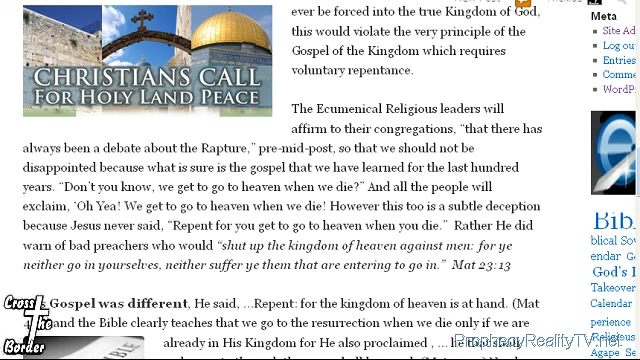 ever be forced into the true Kingdom of God,
this would violate the very principle of the
Gospel of the Kingdom which requires
voluntary repentance.
CHRISTIANS CALL
FOR HOLY LAND PEACE
The Ecumenical Religious leaders will
affirm to their congregations, “that there has
always been a debate about the Rapture,” pre-mid-post, so that we should not be
disappointed because what is sure is the gospel that we have learned for the last hundred
years. “Don’t you know, we get to go to heaven when we die?” And all the people will
exclaim, ‘Oh Yea! We get to go to heaven when we die! However this too is a subtle deception
because Jesus never said, “Repent for you get to go to heaven when you die.”  Rather He did
warn of bad preachers who would “shut up the kingdom of heaven against men: for ye
neither go in yourselves, neither suffer ye them that are entering to go in.”  Mat 23:13
Gospel was different, He said, …Repent: for the kingdom of heaven is at hand. (Mat
and the Bible clearly teaches that we go to the resurrection when we die only if we are
already in His Kingdom for He also proclaimed , … he that shall
Cross
The
Border
BIBLE
Meta
Site Ad
Log out
Entries
Comme
WordP
Bibl
blical Sov
endar
God's I
Takeover
Calendar
perience
Religious
Agape Se
ProphecyRealityTV.net